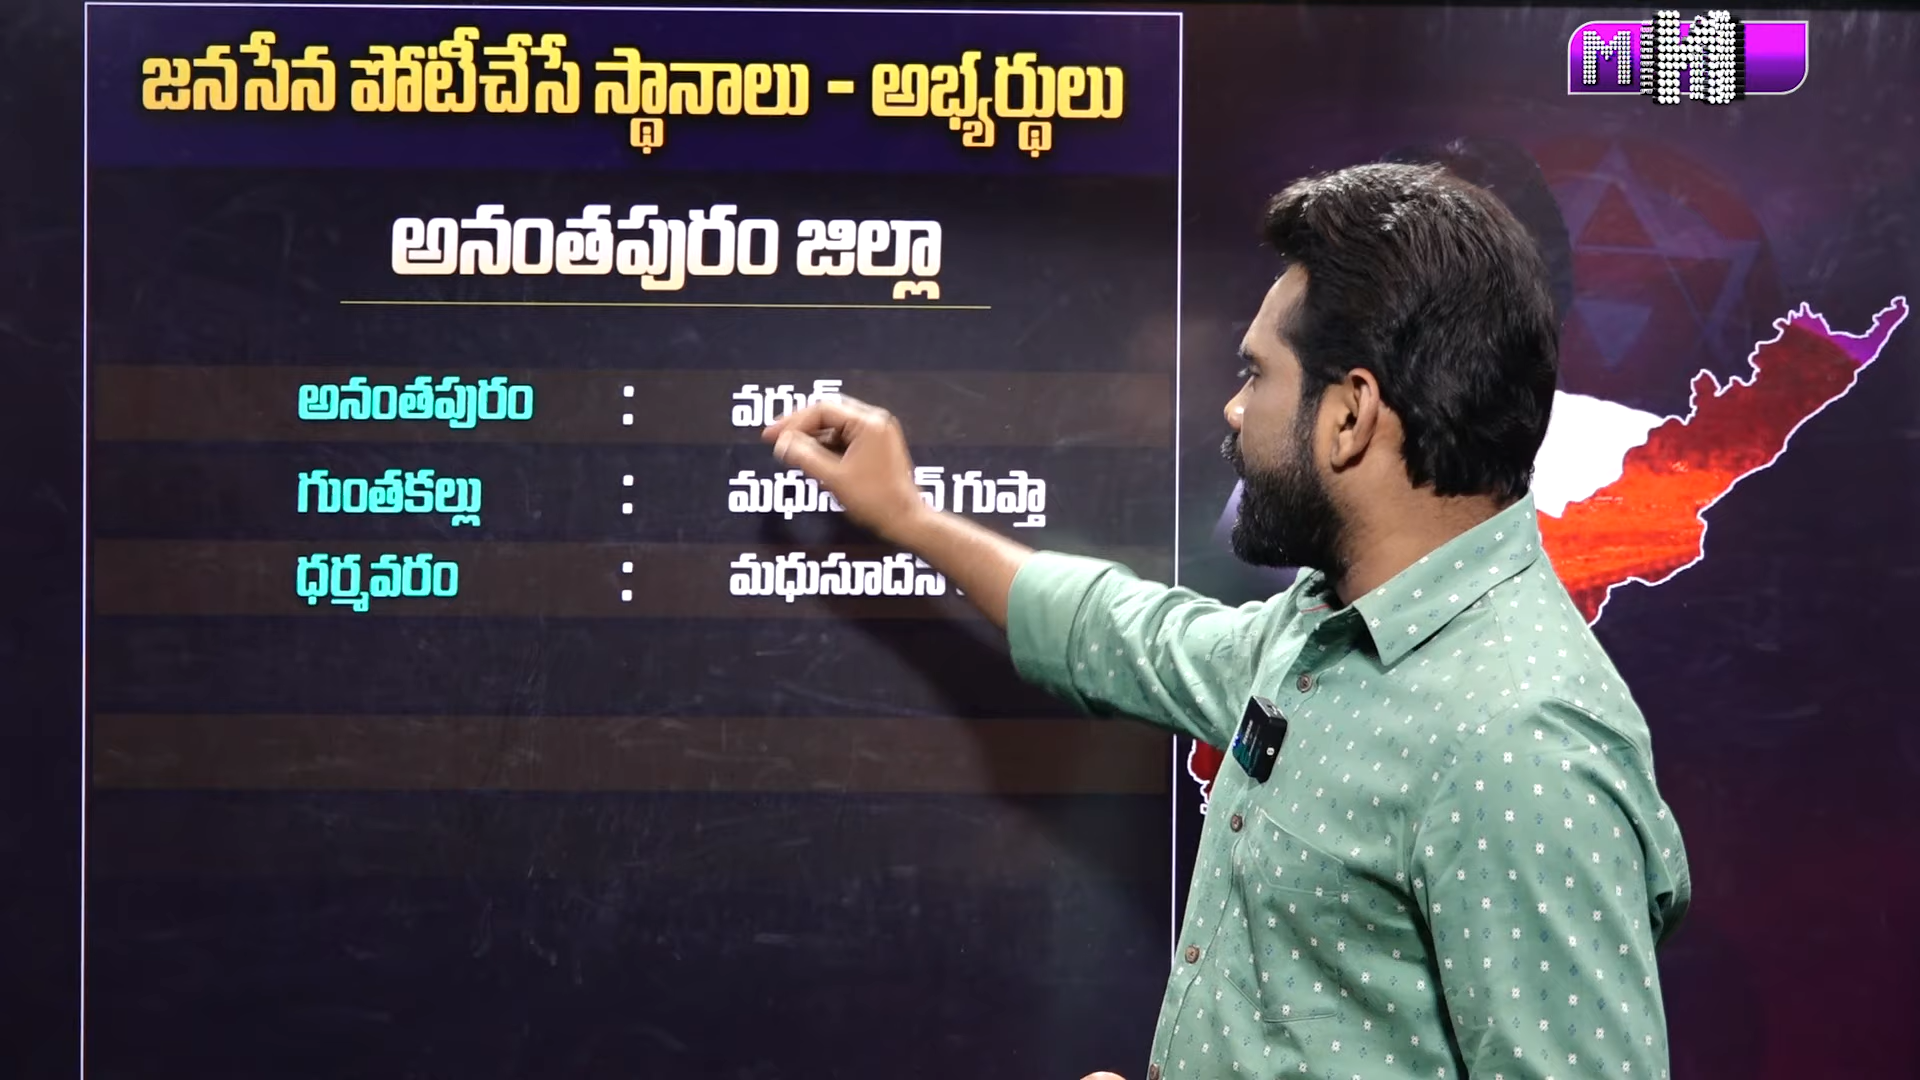 జనసేన పోటీచేసే స్థానాలు - అభ్యర్థులు
అనంతపురం జిల్లా
అనంతపురం :
గుంతకల్లు : గుప్తా
ధర్మవరం : మధుసూదన్